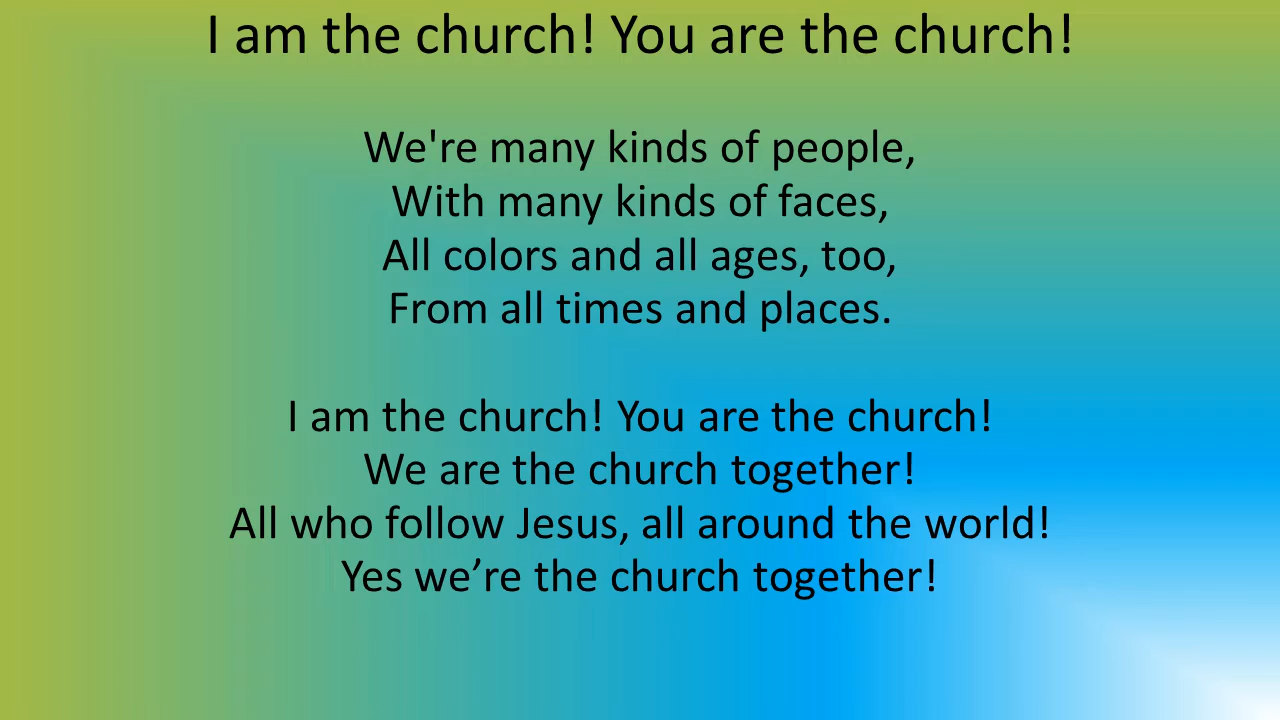 I am the church! You are the church!
We're many kinds of people,
With many kinds of faces,
All colors and all ages, too,
From all times and places.
I am the church! You are the church!
We are the church together!
All who follow Jesus, all around the world!
Yes we’re the church together!